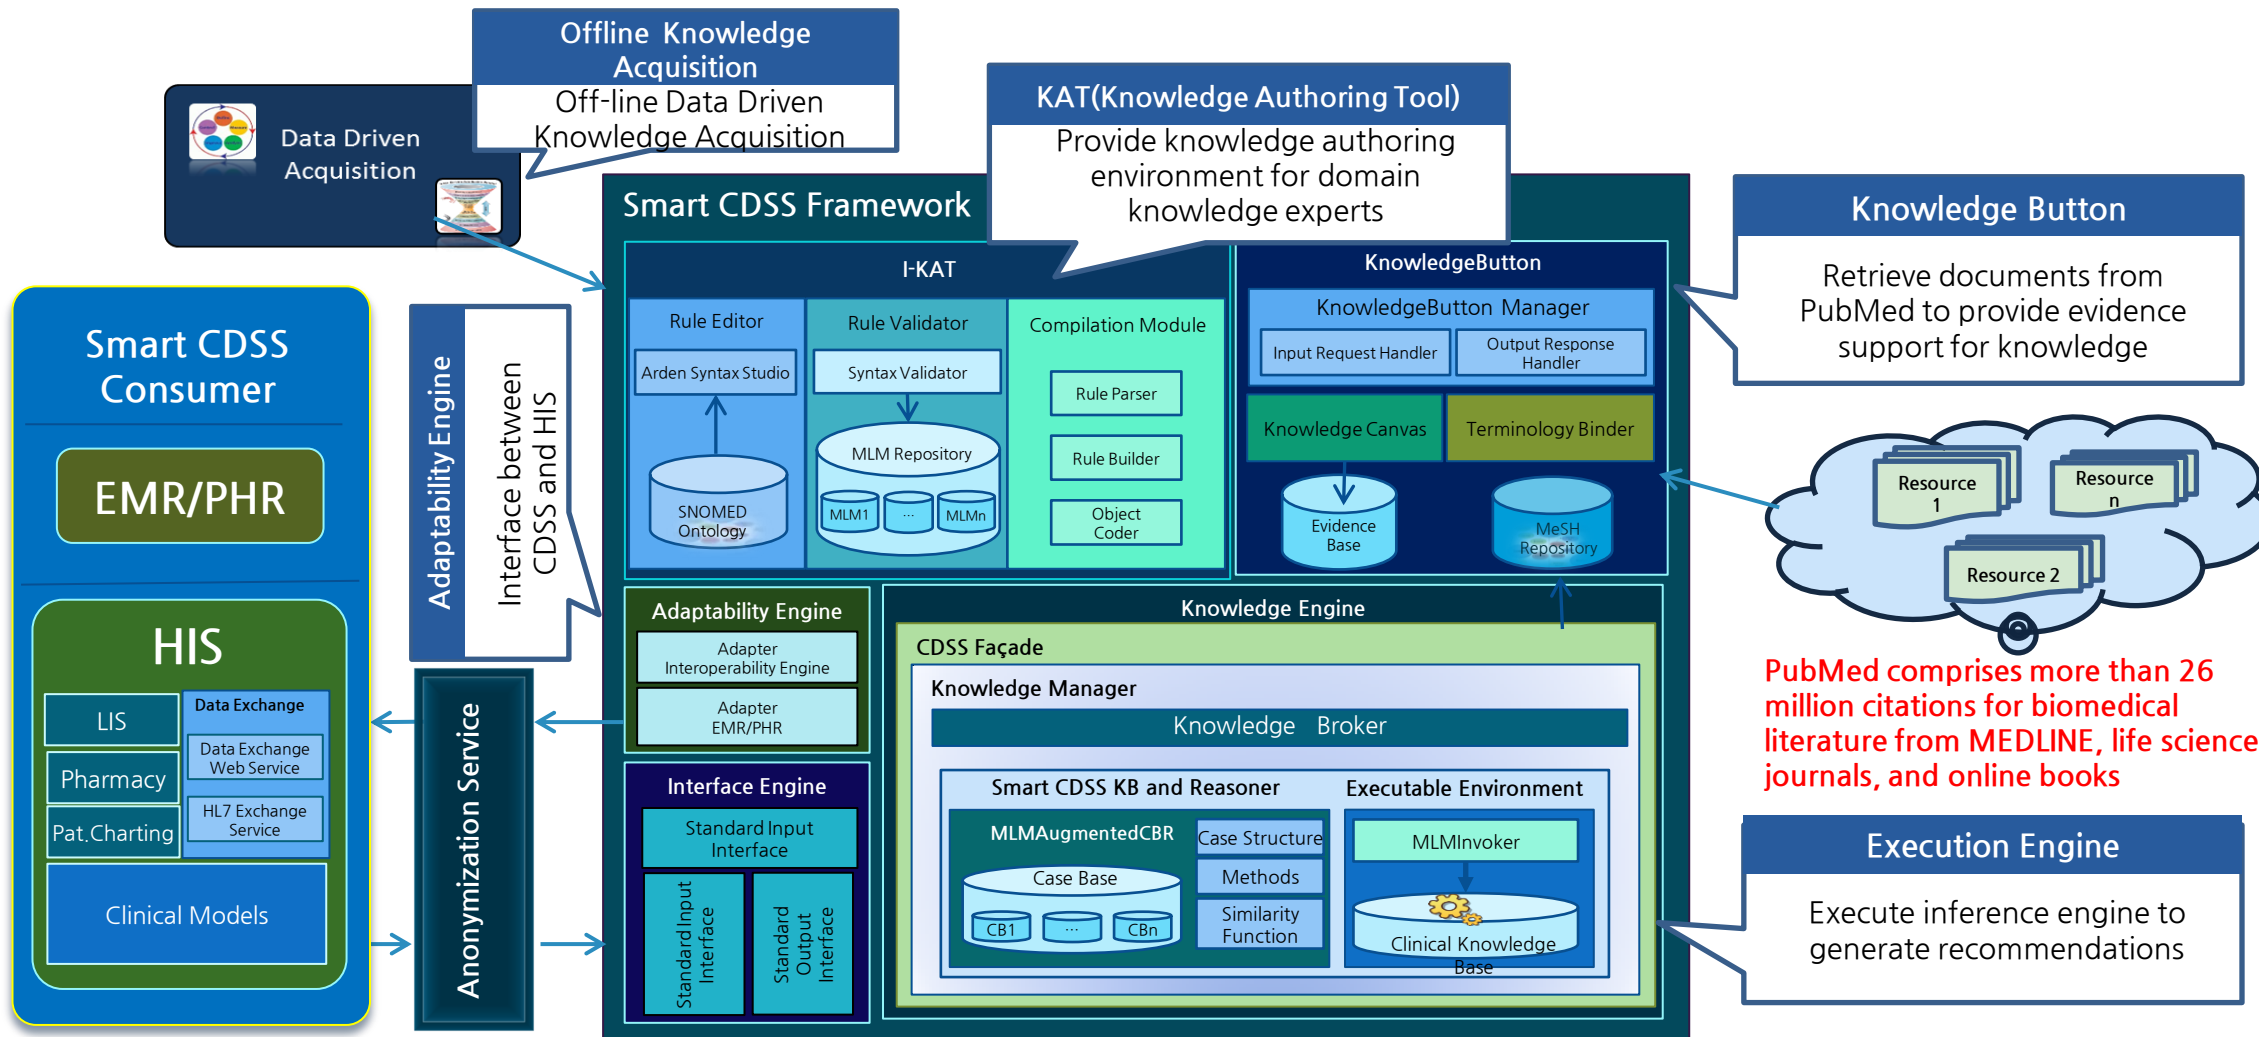 Offline Knowledge
Acquisition
Off-line Data Driven
Knowledge Acquisition
Data Driven
Acquisition
KAT(Knowledge Authoring Tool)
Provide knowledge authoring
environment for domain
knowledge experts
Knowledge Button
Retrieve documents from
PubMed to provide evidence
support for knowledge
Smart CDSS Framework
I-KAT
Rule Editor
Arden Syntax Studio
SNOMED
Ontology
Rule Validator
Syntax Validator
MLM Repository
MLM1
...
MLMn
Compilation Module
Rule Parser
Rule Builder
Object
Coder
KnowledgeButton
KnowledgeButton Manager
Input Request Handler
Output Response
Handler
Knowledge Canvas
Terminology Binder
Evidence
Base
MeSH
Repository
Resource
1
Resource
n
Resource 2
PubMed comprises more than 26
million citations for biomedical
literature from MEDLINE, life science
journals, and online books
Smart CDSS
Consumer
EMR/PHR
HIS
LIS
Pharmacy
Pat.Charting
Data Exchange
Data Exchange
Web Service
HL7 Exchange
Service
Clinical Models
Adaptability Engine
Interface between
CDSS and HIS
Anonymization Service
Adaptability Engine
Adapter
Interoperability Engine
Adapter
EMR/PHR
Interface Engine
Standard Input
Interface
Standard Input
Interface
Standard
Output
Interface
Knowledge Engine
CDSS Façade
Knowledge Manager
Knowledge Broker
Smart CDSS KB and Reasoner
MLMAugmentedCBR
Case Base
CB1
...
CBn
Case Structure
Methods
Similarity
Function
Executable Environment
MLMInvoker
Clinical Knowledge
Base
Execution Engine
Execute inference engine to
generate recommendations